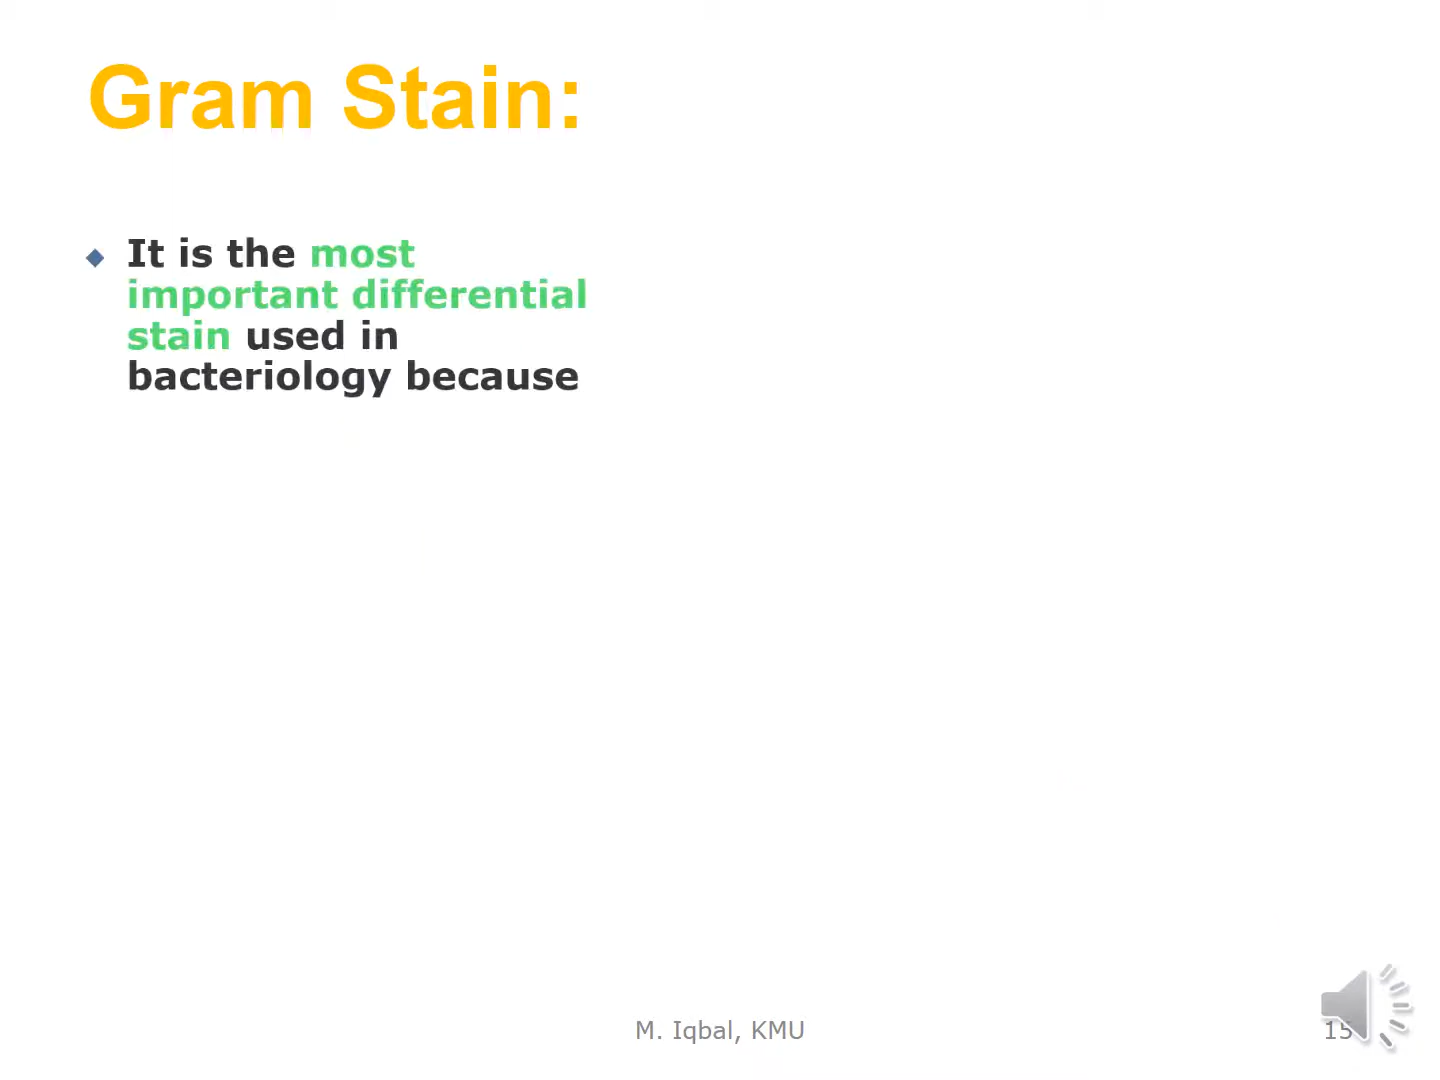 Gram Stain:
It is the most
important differential
stain used in
bacteriology because
M. Iqbal, KMU
15